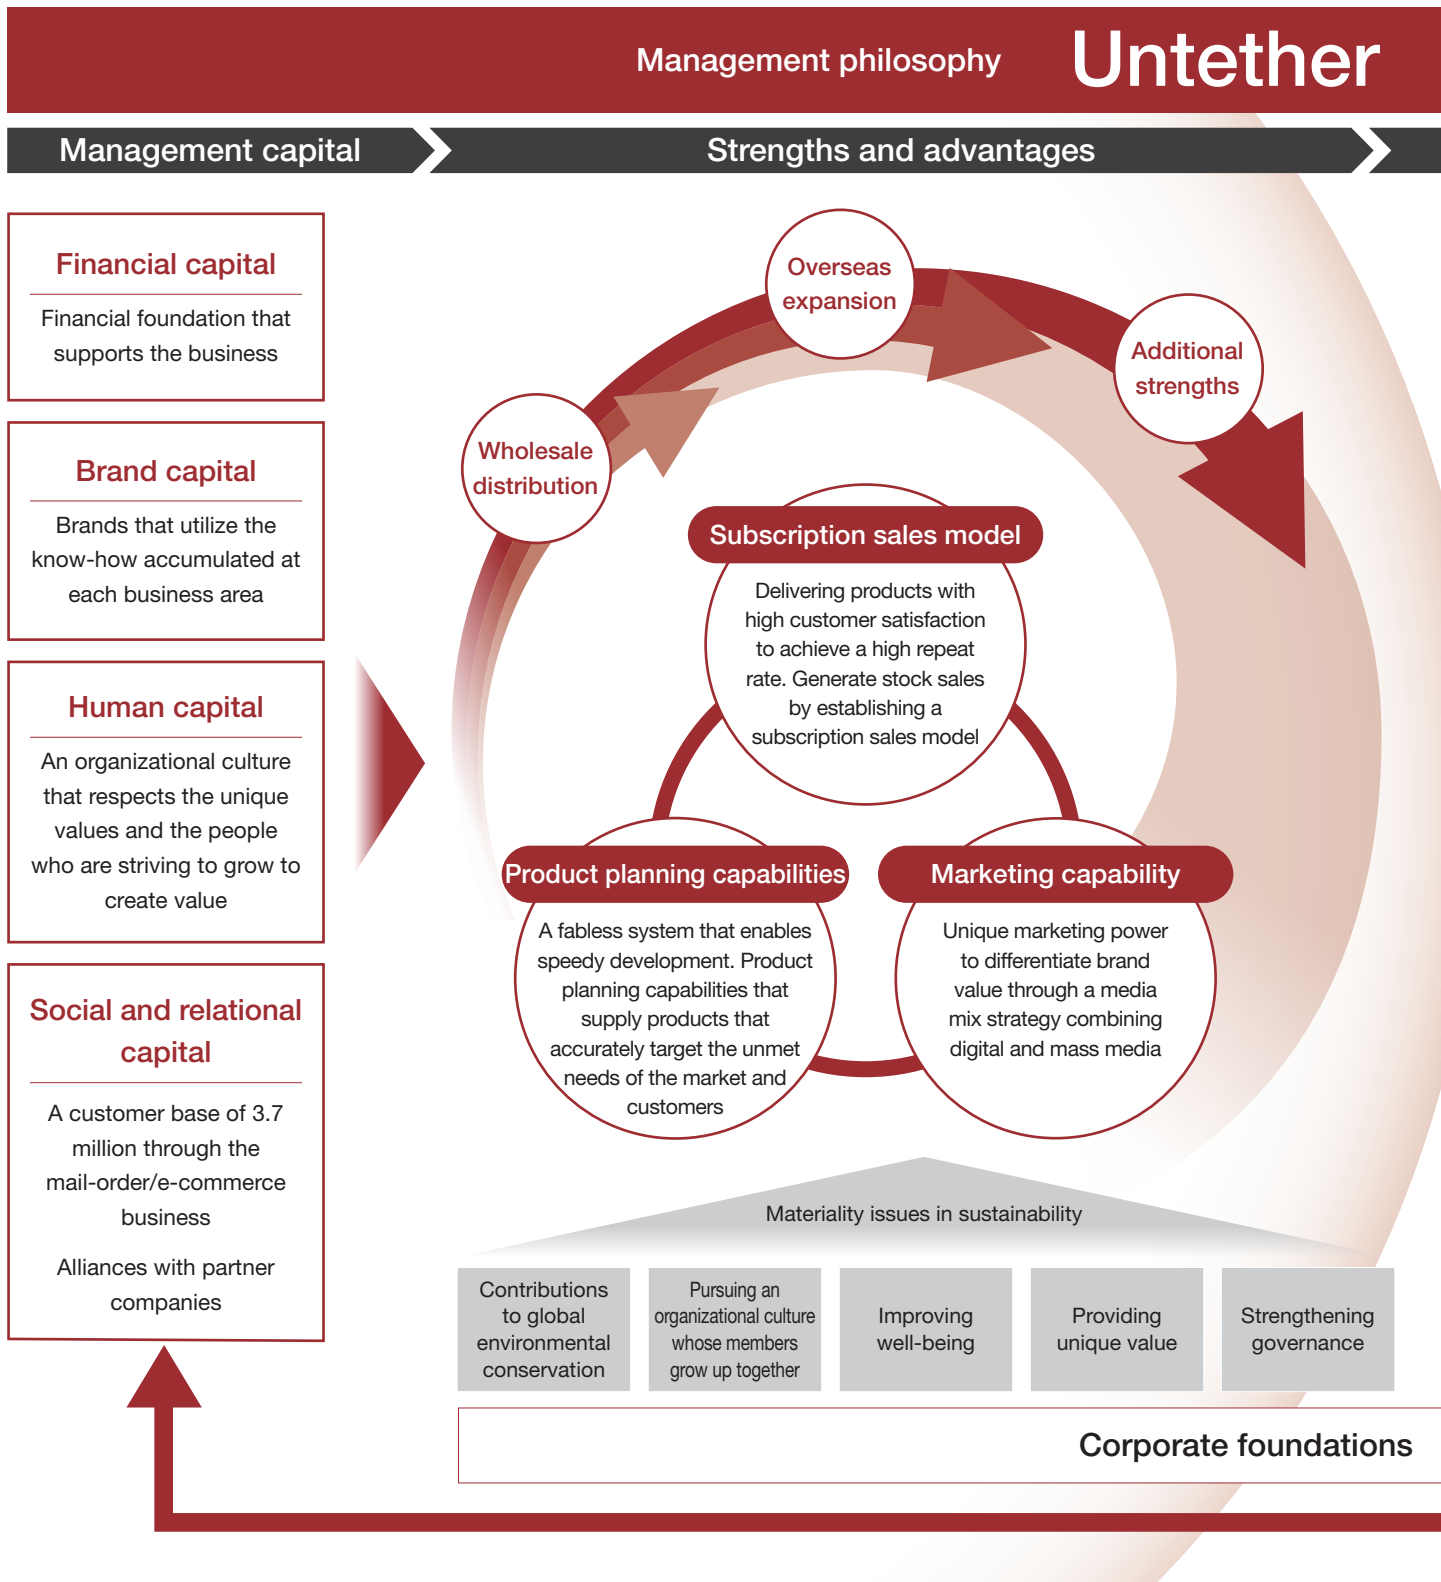 Management philosophy Untether
Management capital
Strengths and advantages
Financial capital
Financial foundation that
supports the business
Brand capital
Brands that utilize the
know-how accumulated at
each business area
Human capital
An organizational culture
that respects the unique
values and the people
who are striving to grow to
create value
Social and relational
capital
A customer base of 3.7
million through the
mail-order/e-commerce
business
Alliances with partner
companies
Wholesale
distribution
Overseas
expansion
Additional
strengths
Subscription sales model
Delivering products with
high customer satisfaction
to achieve a high repeat
rate. Generate stock sales
by establishing a
subscription sales model
Product planning capabilities
A fabless system that enables
speedy development. Product
planning capabilities that
supply products that
accurately target the unmet
needs of the market and
customers
Marketing capability
Unique marketing power
to differentiate brand
value through a media
mix strategy combining
digital and mass media
Materiality issues in sustainability
Contributions
to global
environmental
conservation
Pursuing an
organizational culture
whose members
grow up together
Improving
well-being
Providing
unique value
Strengthening
governance
Corporate foundations